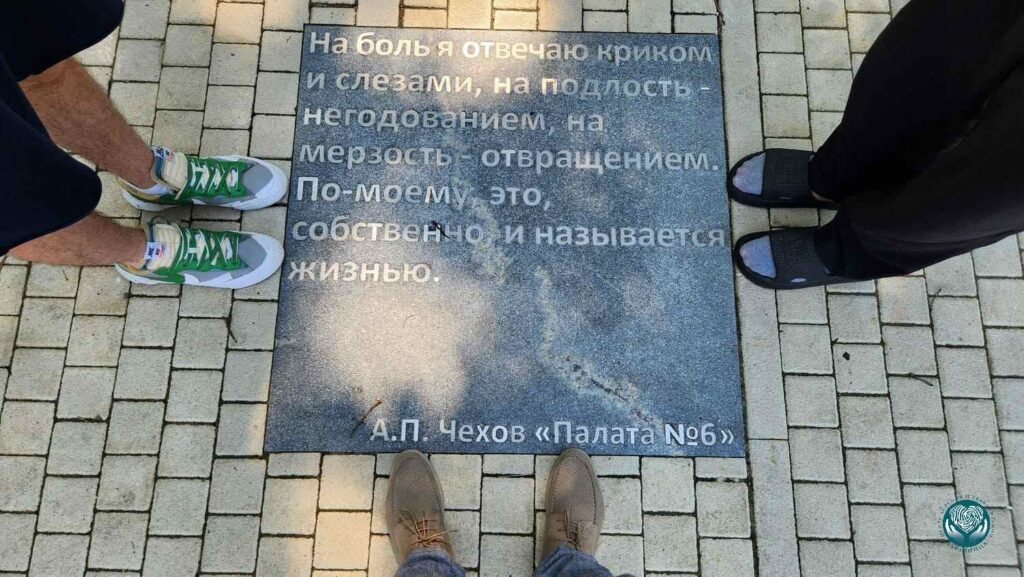 На боль я отвечаю криком
и слезами, на подлость -
негодованием, на
мерзость - отвращением.
По-моему, это,
собственно, и называется
жизнью.
А.П. Чехов «Палата №6»